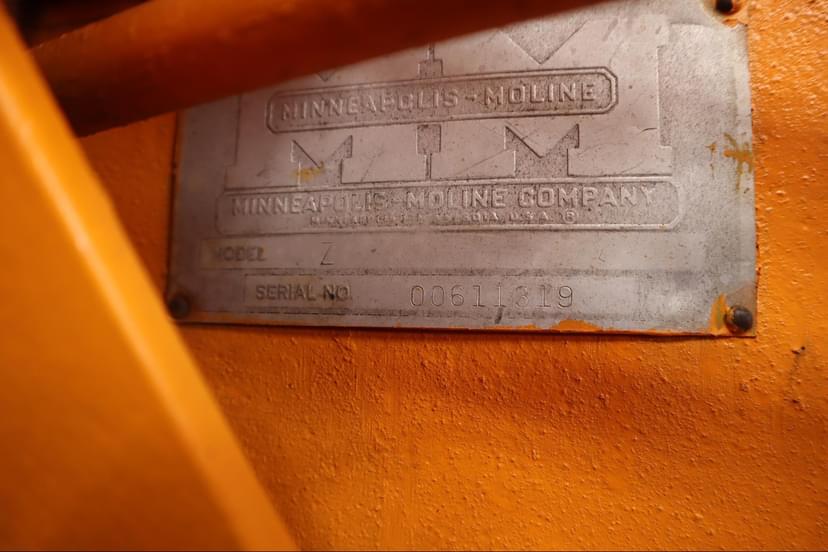 MINNEAPOLIS-MOLINE
MINNEAPOLIS-MOLINE COMPANY
U.S.A. ®
MODEL Z
SERIAL NO. 00611319